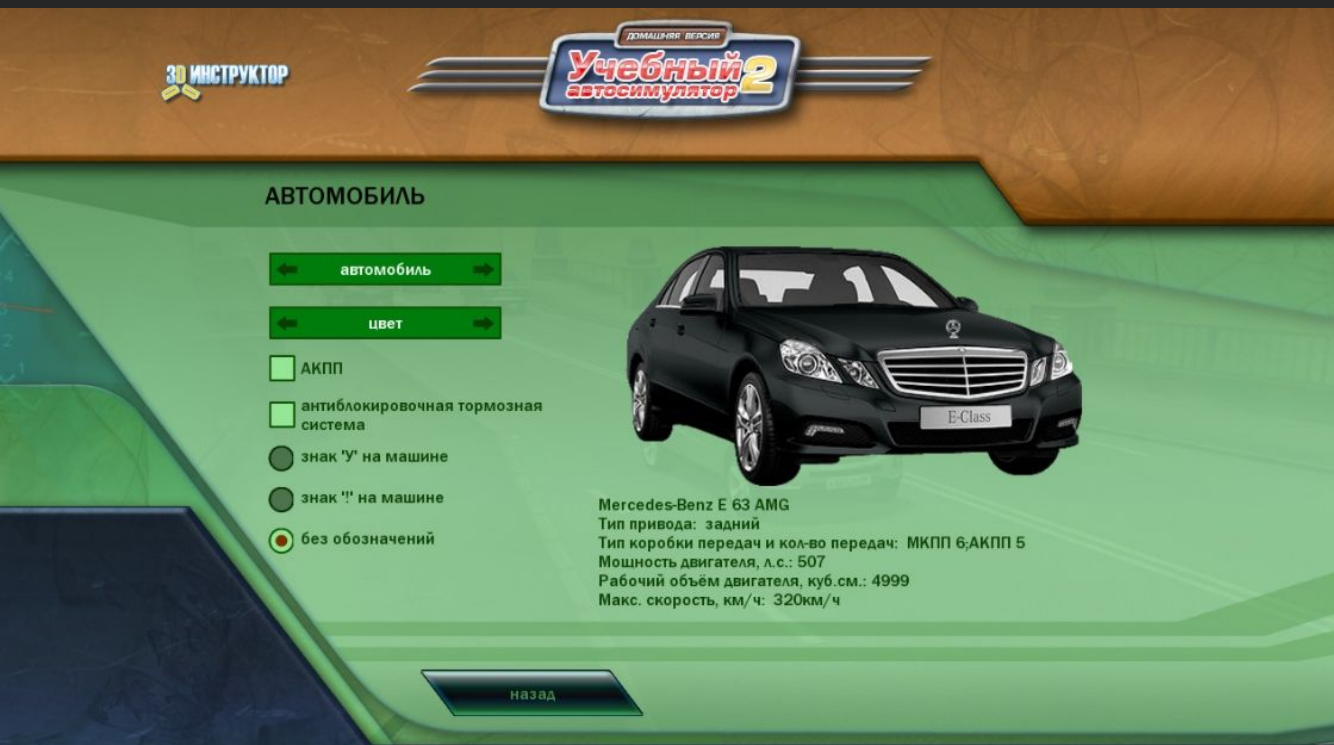 ДОМАШНЯЯ ВЕРСИЯ
3D ИНСТРУКТОР
Учебный 2
автосимулятор
АВТОМОБИЛЬ
автомобиль
цвет
АКПП
антиблокировочная тормозная
система
знак 'У' на машине
знак '!' на машине
без обозначений
E-Class
Mercedes-Benz E 63 AMG
Тип привода: задний
Тип коробки передач и кол-во передач: МКПП 6;АКПП 5
Мощность двигателя, л.с.: 507
Рабочий объём двигателя, куб.см.: 4999
Макс. скорость, км/ч: 320км/ч
назад